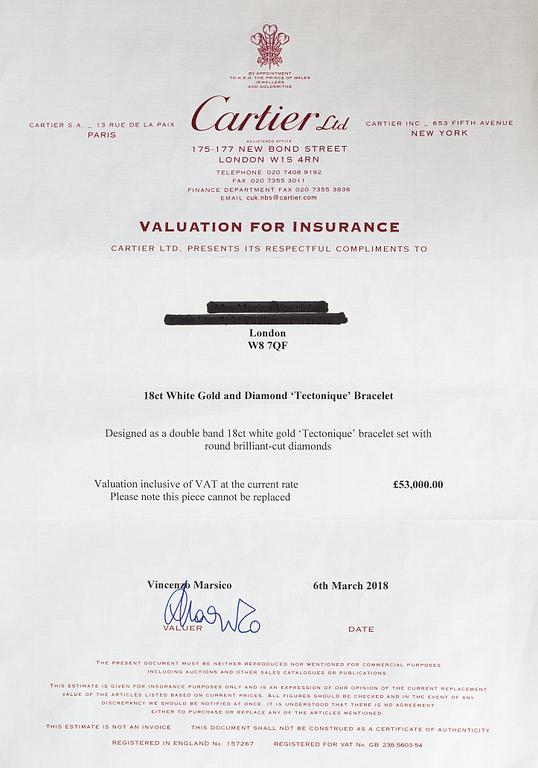 BY APPOINTMENT
TO H.R.H. THE PRINCE OF WALES
JEWELLERS
AND GOLDSMITHS
Cartier Ltd
CARTIER S.A. _ 13 RUE DE LA PAIX
PARIS
CARTIER INC _ 653 FIFTH AVENUE
NEW YORK
REGISTERED OFFICE
175-177 NEW BOND STREET
LONDON W1S 4RN
TELEPHONE 020 7408 9192
FAX 020 7355 3011
FINANCE DEPARTMENT FAX 020 7355 3836
EMAIL cuk.nbs@cartier.com
VALUATION FOR INSURANCE
CARTIER LTD. PRESENTS ITS RESPECTFUL COMPLIMENTS TO
London
W8 7QF
18ct White Gold and Diamond ‘Tectonique’ Bracelet
Designed as a double band 18ct white gold ‘Tectonique’ bracelet set with
round brilliant-cut diamonds
Valuation inclusive of VAT at the current rate £53,000.00
Please note this piece cannot be replaced
Vincenzo Marsico 6th March 2018
VALUER DATE
THE PRESENT DOCUMENT MUST BE NEITHER REPRODUCED NOR MENTIONED FOR COMMERCIAL PURPOSES
INCLUDING AUCTIONS AND OTHER SALES CATALOGUES OR PUBLICATIONS.
THIS ESTIMATE IS GIVEN FOR INSURANCE PURPOSES ONLY AND IS AN EXPRESSION OF OUR OPINION OF THE CURRENT REPLACEMENT
VALUE OF THE ARTICLES LISTED BASED ON CURRENT PRICES. ALL FIGURES SHOULD BE CHECKED AND IN THE EVENT OF ANY
DISCREPANCY WE SHOULD BE NOTIFIED AT ONCE. IT IS UNDERSTOOD THAT THERE IS NO AGREEMENT
EITHER TO PURCHASE OR REPLACE ANY OF THE ARTICLES MENTIONED.
THIS ESTIMATE IS NOT AN INVOICE THIS DOCUMENT SHALL NOT BE CONSTRUED AS A CERTIFICATE OF AUTHENTICITY
REGISTERED IN ENGLAND No. 157267 REGISTERED FOR VAT No. GB 238-5603-54